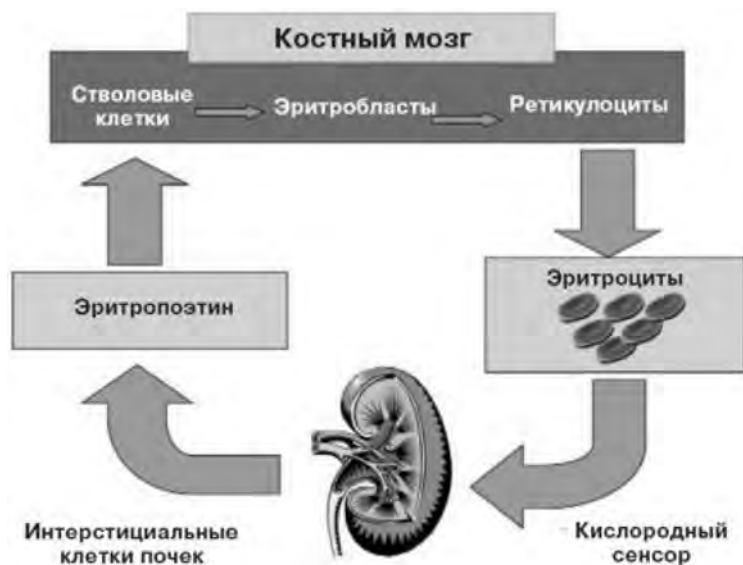 Костный мозг
Стволовые
клетки
Эритробласты
Ретикулоциты
Эритропоэтин
Эритроциты
Интерстициальные
клетки почек
Кислородный
сенсор